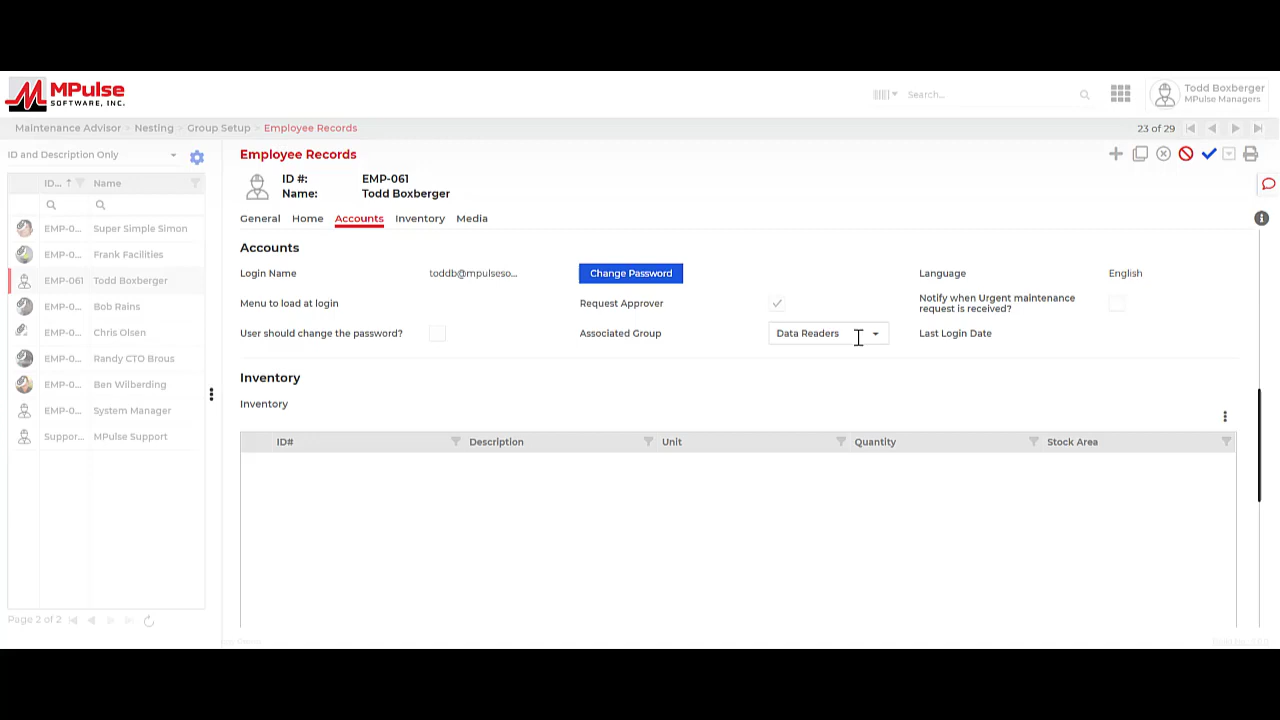 MPulse
SOFTWARE, INC.
Search...
Todd Boxberger
MPulse Managers
Maintenance Advisor > Nesting > Group Setup > Employee Records
23 of 29
ID and Description Only
Employee Records
ID #: EMP-061
Name: Todd Boxberger
ID... Name
General Home Accounts Inventory Media
EMP-0... Super Simple Simon
EMP-0... Frank Facilities
EMP-061 Todd Boxberger
EMP-0... Bob Rains
EMP-0... Chris Olsen
EMP-0... Randy CTO Brous
EMP-0... Ben Wilberding
EMP-0... System Manager
Suppor... MPulse Support
Page 2 of 2
Accounts
Login Name toddb@mpulseso... Change Password Language English
Menu to load at login Request Approver Notify when Urgent maintenance
request is received?
User should change the password? Associated Group Data Readers Last Login Date
Inventory
Inventory
ID# Description Unit Quantity Stock Area